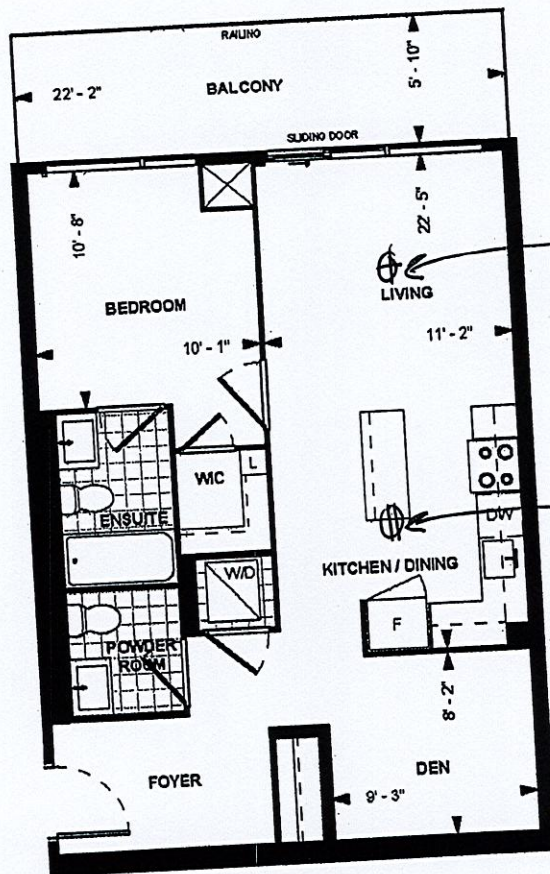 RAILING
22' - 2"
BALCONY
5' - 10"
SLIDING DOOR
10' - 8"
22' - 5"
BEDROOM
LIVING
10' - 1"
11' - 2"
WIC
L
ENSUITE
DW
W/D
KITCHEN / DINING
F
POWDER
ROOM
8' - 2"
FOYER
DEN
9' - 3"